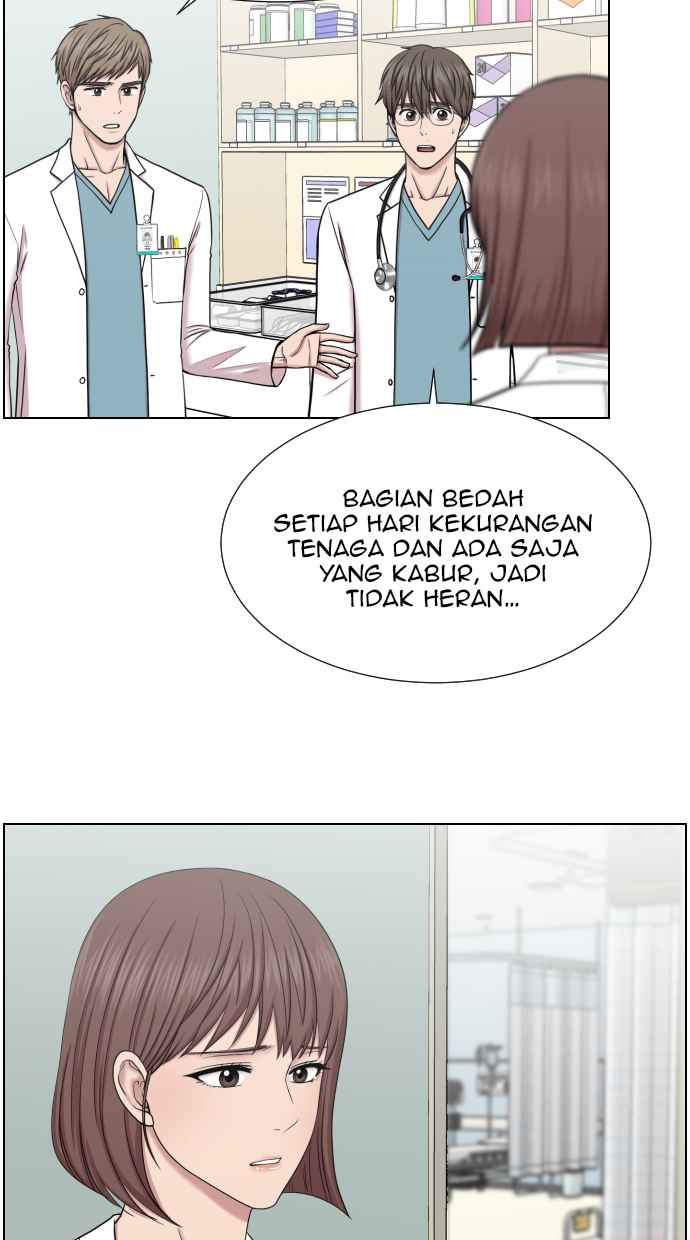 BAGIAN BEDAH
SETIAP HARI KEKURANGAN
TENAGA DAN ADA SAJA
YANG KABUR, JADI
TIDAK HERAN...